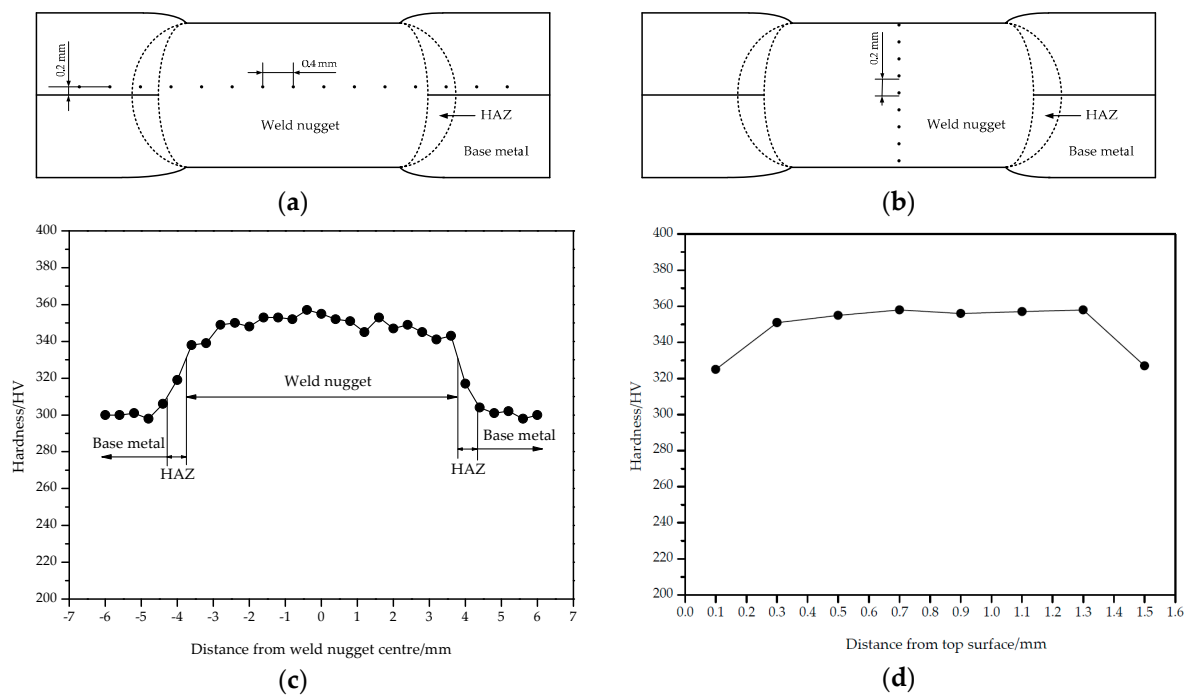 0.2 mm
0.4 mm
Weld nugget
HAZ
Base metal
(a)
0.2 mm
Weld nugget
HAZ
Base metal
(b)
Hardness/HV
400
380
360
340
320
300
280
260
240
220
200
Weld nugget
Base metal
HAZ
HAZ
Base metal
-7 -6 -5 -4 -3 -2 -1 0 1 2 3 4 5 6 7
Distance from weld nugget centre/mm
(c)
Hardness/HV
400
380
360
340
320
300
280
260
240
220
200
0.0 0.1 0.2 0.3 0.4 0.5 0.6 0.7 0.8 0.9 1.0 1.1 1.2 1.3 1.4 1.5 1.6
Distance from top surface/mm
(d)